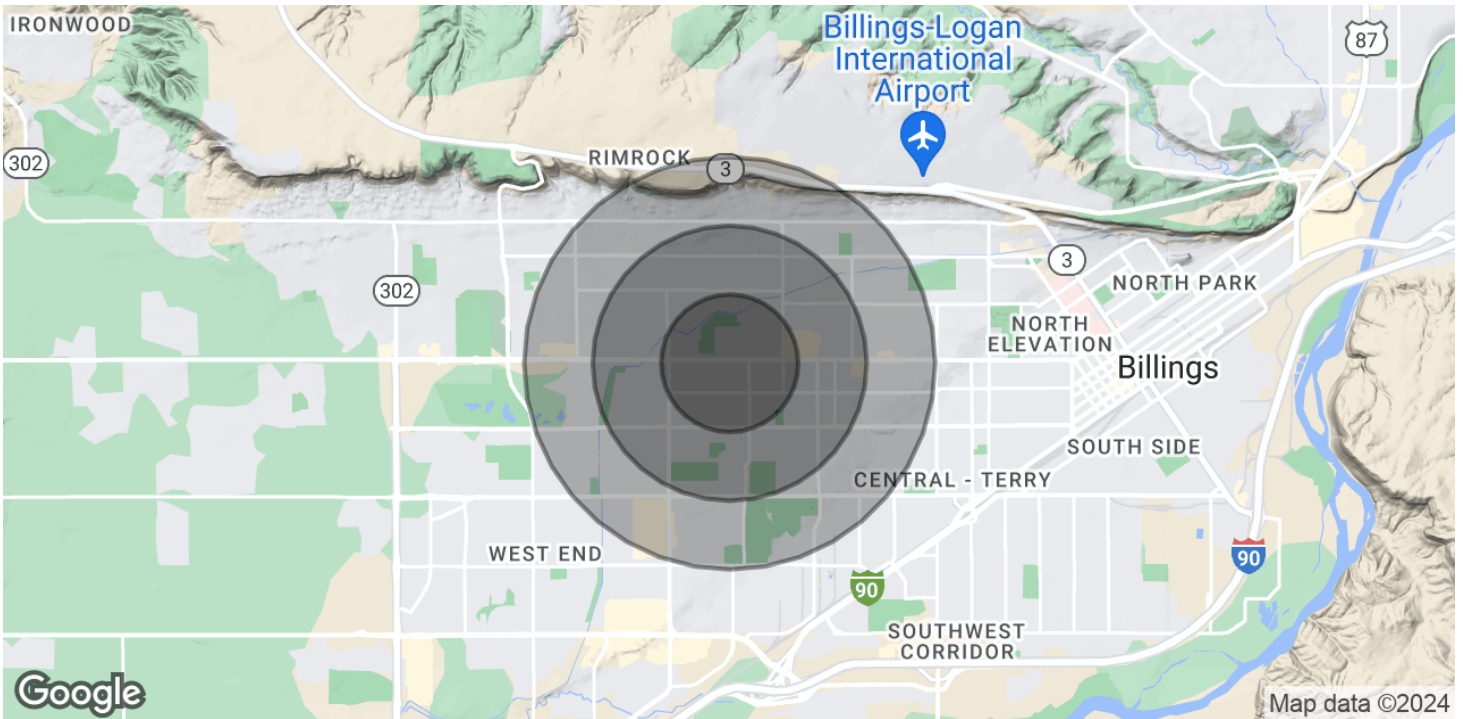 IRONWOOD
Billings-Logan
International
Airport
87
302
RIMROCK
3
3
302
NORTH PARK
NORTH
ELEVATION
Billings
SOUTH SIDE
CENTRAL - TERRY
WEST END
90
90
SOUTHWEST
CORRIDOR
Google
Map data ©2024